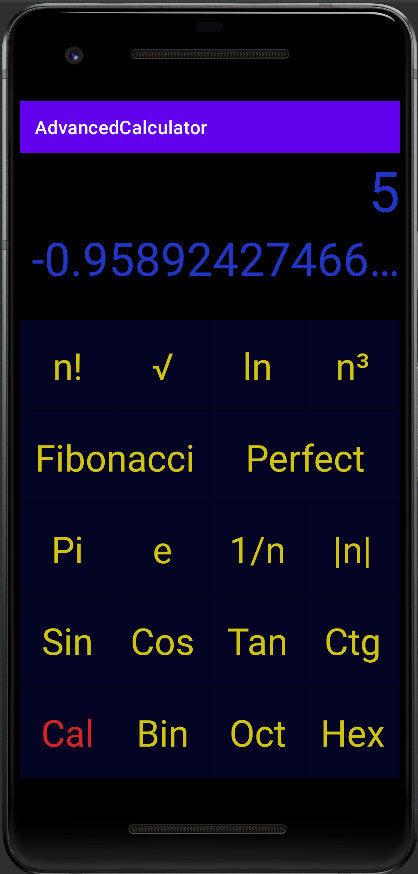 AdvancedCalculator
5
-0.95892427466…
n! √ ln n³
Fibonacci Perfect
Pi e 1/n |n|
Sin Cos Tan Ctg
Cal Bin Oct Hex